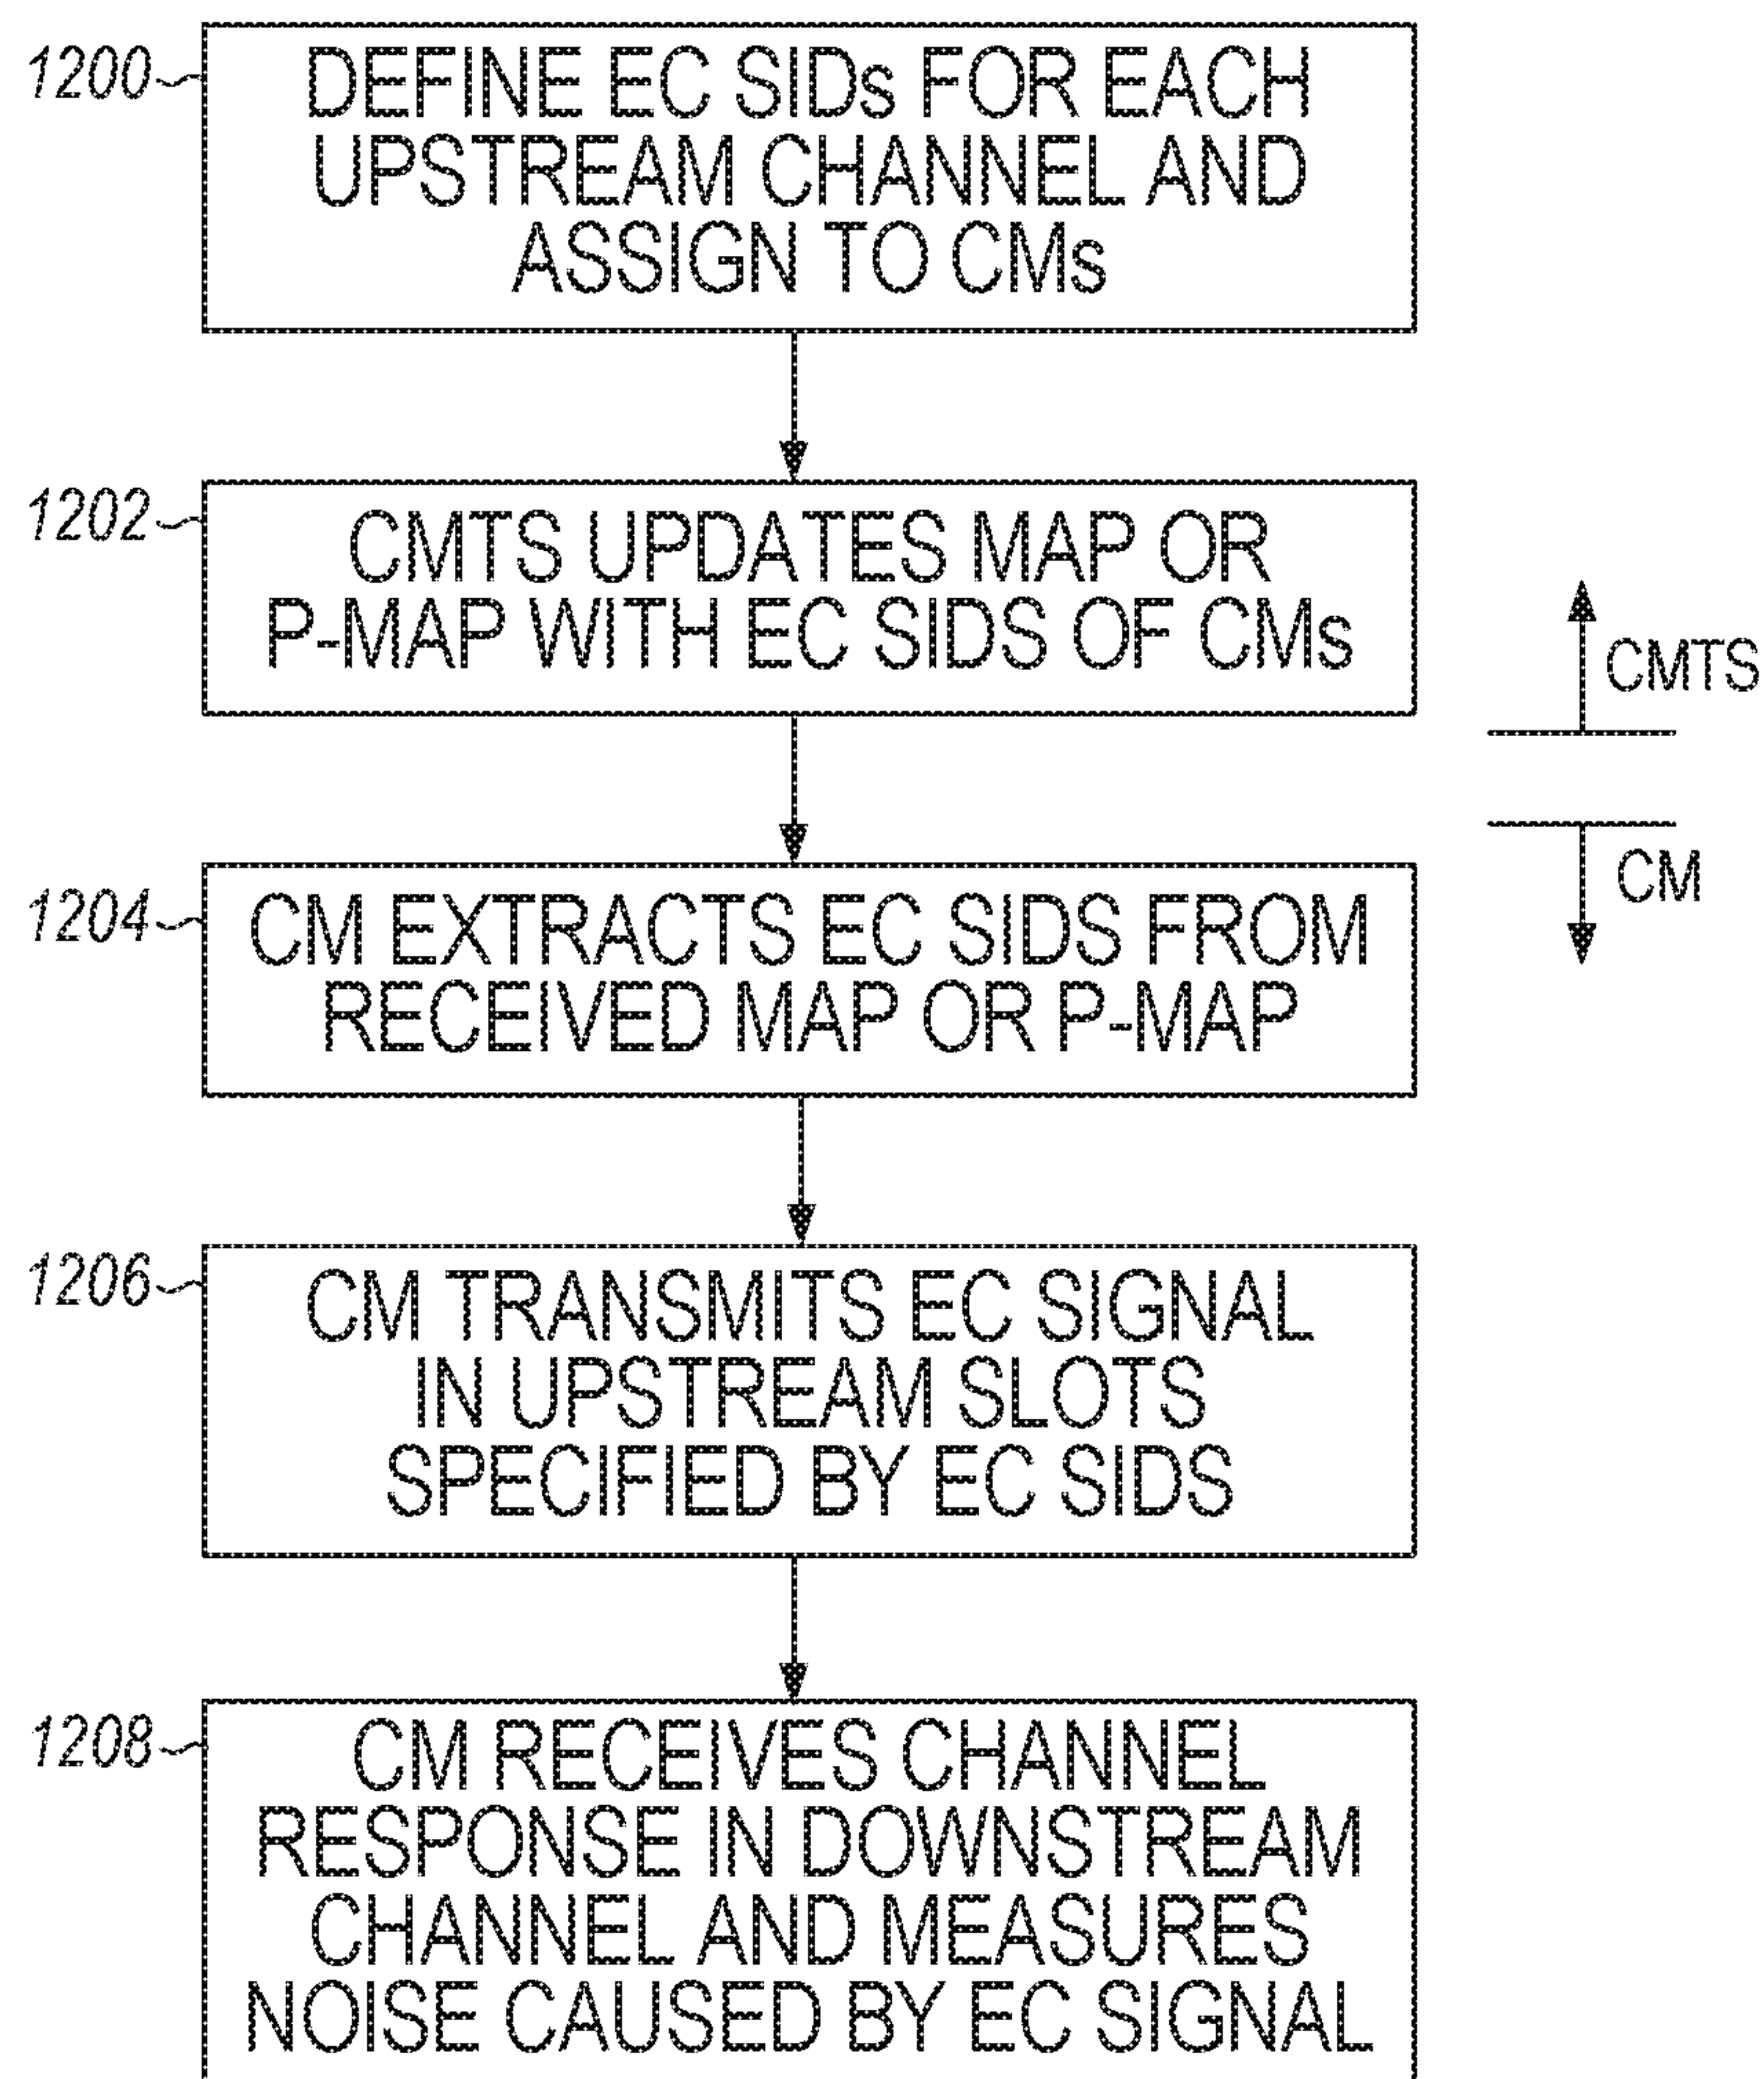 1200
DEFINE EC SIDs FOR EACH
UPSTREAM CHANNEL AND
ASSIGN TO CMs
1202
CMTS UPDATES MAP OR
P-MAP WITH EC SIDS OF CMs
CMTS
CM
1204
CM EXTRACTS EC SIDS FROM
RECEIVED MAP OR P-MAP
1206
CM TRANSMITS EC SIGNAL
IN UPSTREAM SLOTS
SPECIFIED BY EC SIDS
1208
CM RECEIVES CHANNEL
RESPONSE IN DOWNSTREAM
CHANNEL AND MEASURES
NOISE CAUSED BY EC SIGNAL